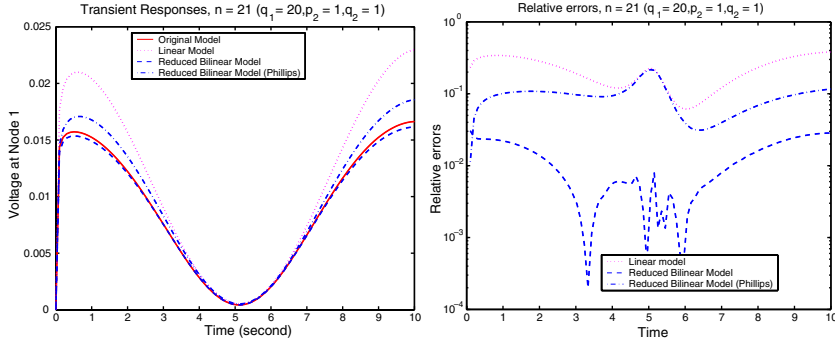 Transient Responses, n = 21 (q1 = 20,p2 = 1,q2 = 1)
Voltage at Node 1
0.025
0.02
0.015
0.01
0.005
0
Original Model
Linear Model
Reduced Bilinear Model
Reduced Bilinear Model (Phillips)
0 1 2 3 4 5 6 7 8 9 10
Time (second)
Relative errors, n = 21 (q1 = 20,p2 = 1,q2 = 1)
Relative errors
10^0
10^-1
10^-2
10^-3
10^-4
Linear model
Reduced Bilinear Model
Reduced Bilinear Model (Phillips)
0 1 2 3 4 5 6 7 8 9 10
Time